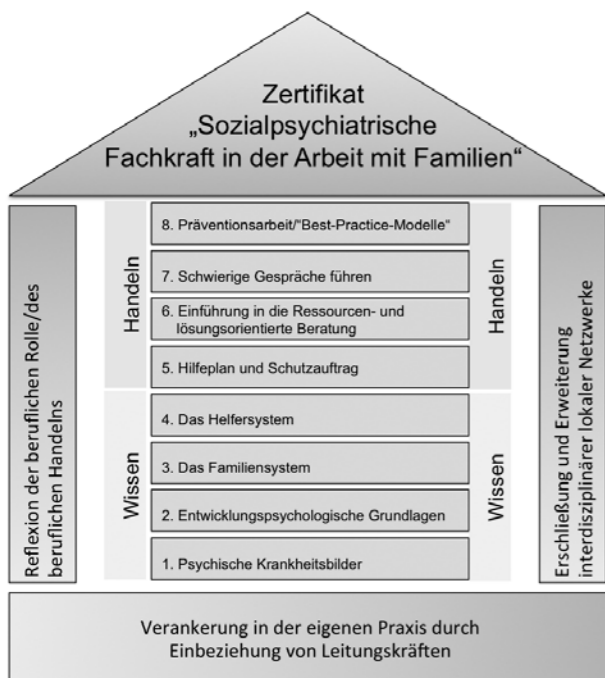 Zertifikat
„Sozialpsychiatrische
Fachkraft in der Arbeit mit Familien“
Reflexion der beruflichen Rolle/des
beruflichen Handelns
Handeln
Wissen
8. Präventionsarbeit/"Best-Practice-Modelle"
7. Schwierige Gespräche führen
6. Einführung in die Ressourcen- und
lösungsorientierte Beratung
5. Hilfeplan und Schutzauftrag
4. Das Helfersystem
3. Das Familiensystem
2. Entwicklungspsychologische Grundlagen
1. Psychische Krankheitsbilder
Handeln
Wissen
Erschließung und Erweiterung
interdisziplinärer lokaler Netzwerke
Verankerung in der eigenen Praxis durch
Einbeziehung von Leitungskräften